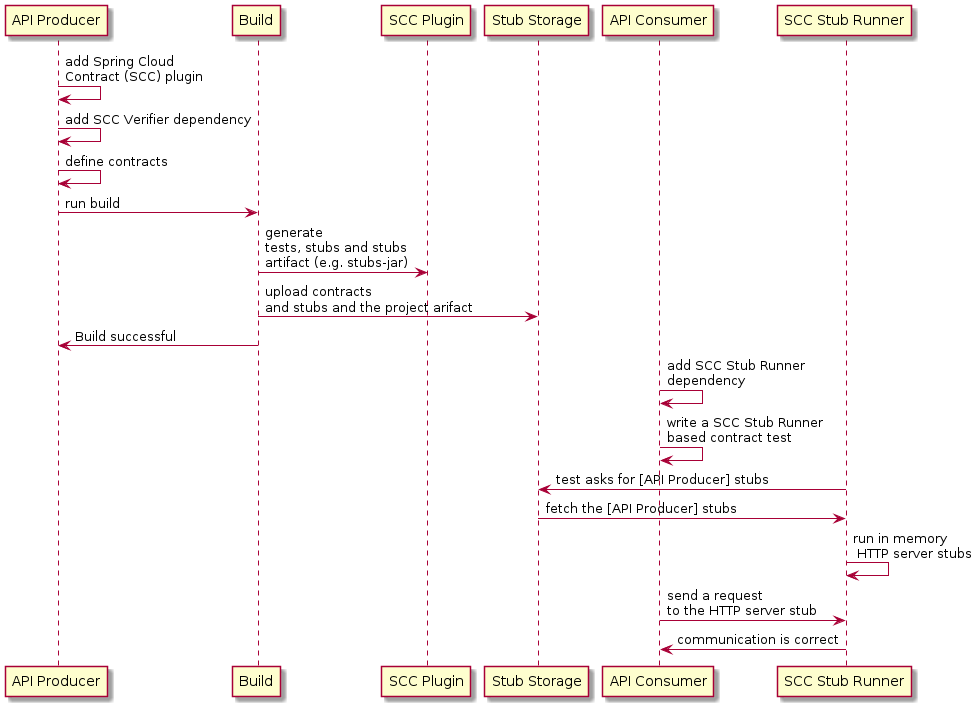 API Producer
Build
SCC Plugin
Stub Storage
API Consumer
SCC Stub Runner
add Spring Cloud
Contract (SCC) plugin
add SCC Verifier dependency
define contracts
run build
generate
tests, stubs and stubs
artifact (e.g. stubs-jar)
upload contracts
and stubs and the project arifact
Build successful
add SCC Stub Runner
dependency
write a SCC Stub Runner
based contract test
test asks for [API Producer] stubs
fetch the [API Producer] stubs
run in memory
HTTP server stubs
send a request
to the HTTP server stub
communication is correct
API Producer
Build
SCC Plugin
Stub Storage
API Consumer
SCC Stub Runner